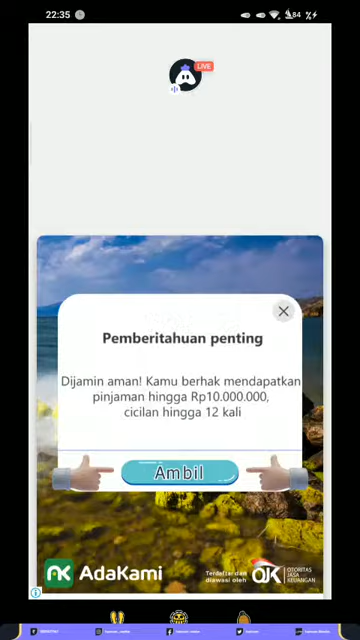 22:35
84
LIVE
Pemberitahuan penting
Dijamin aman! Kamu berhak mendapatkan
pinjaman hingga Rp10.000.000,
cicilan hingga 12 kali
Ambil
AdaKami
Terdaftar dan
diawasi oleh
OJK
OTORITAS
JASA
KEUANGAN